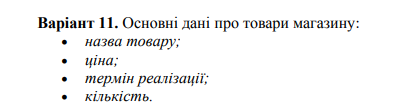 Варіант 11. Основні дані про товари магазину:
• назва товару;
• ціна;
• термін реалізації;
• кількість.